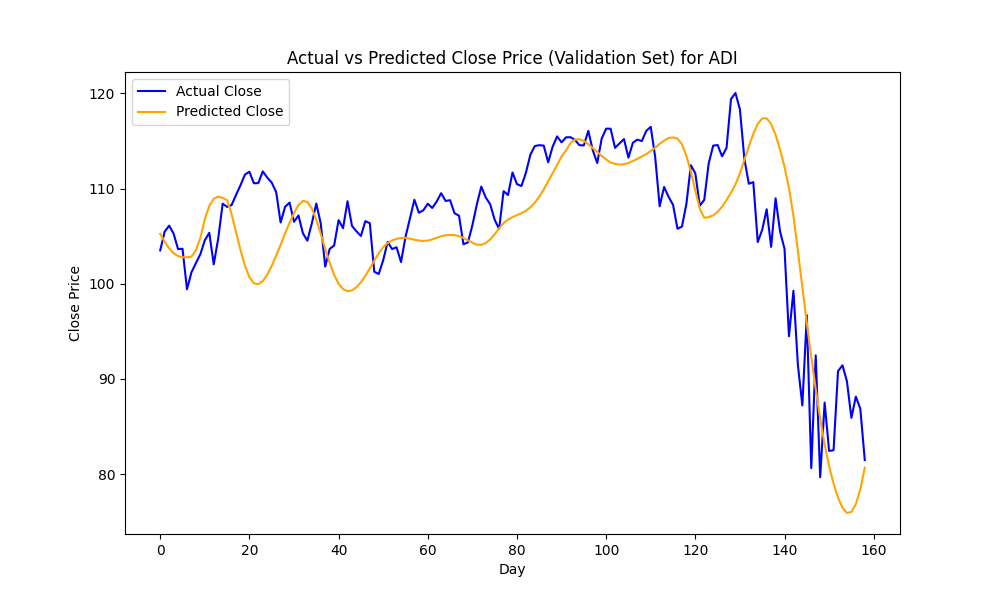 Actual vs Predicted Close Price (Validation Set) for ADI
Actual Close
Predicted Close
Close Price
120
110
100
90
80
0 20 40 60 80 100 120 140 160
Day